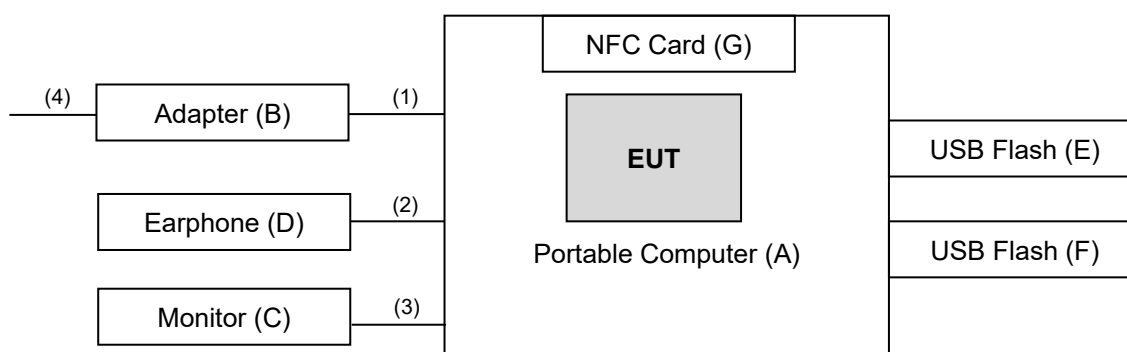 NFC Card (G)
(4)
Adapter (B)
(1)
EUT
USB Flash (E)
Earphone (D)
(2)
Portable Computer (A)
USB Flash (F)
Monitor (C)
(3)